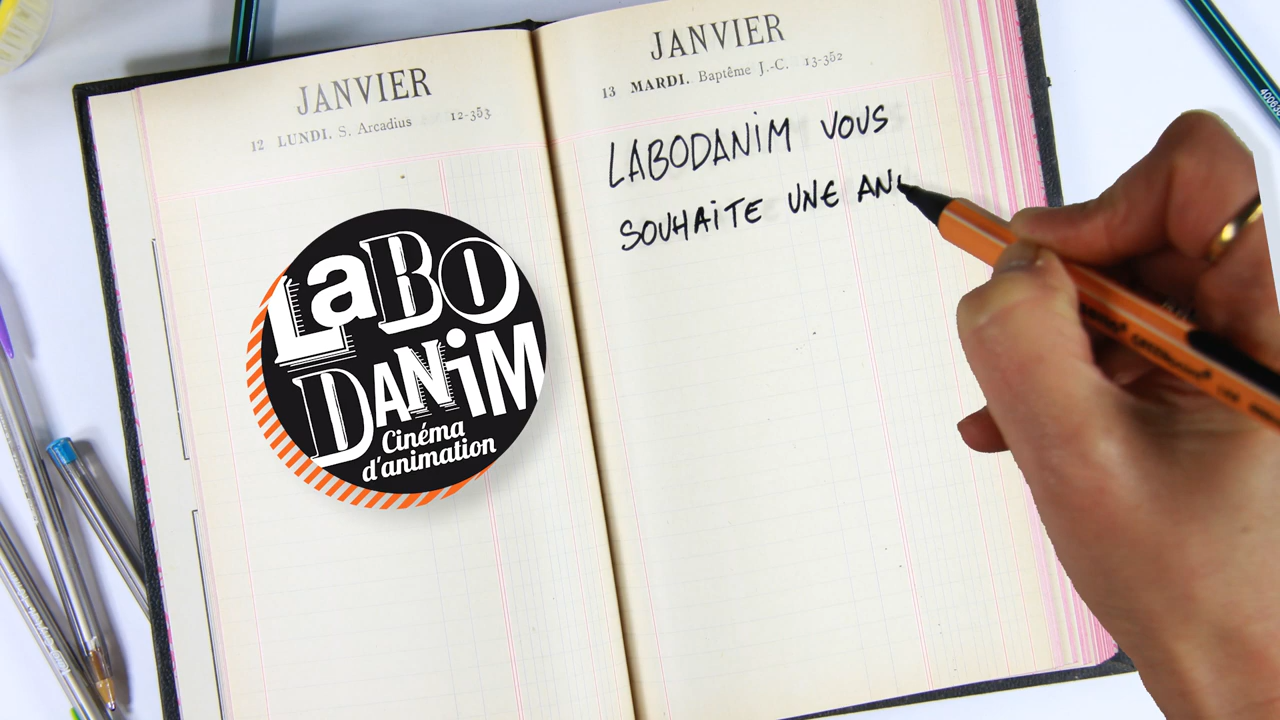 JANVIER
12 LUNDI. S. Arcadius 12-353
LaBO
DANiM
Cinéma
d'animation
JANVIER
13 MARDI. Baptême J.-C. 13-352
LABODANiM VOUS
SOUHAiTE UNE AN